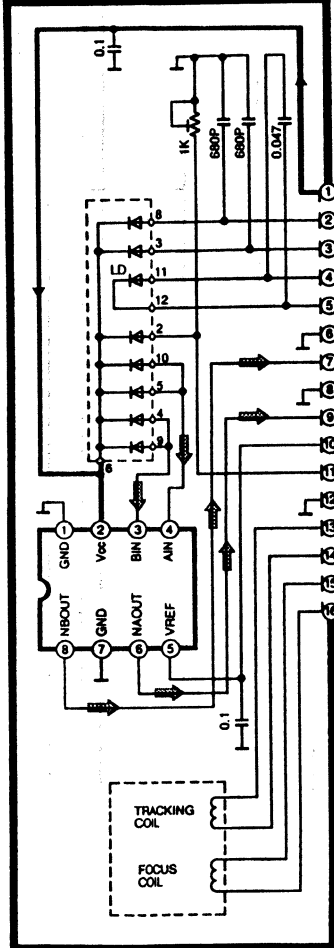 0.1
1K
680P
680P
0.047
1
2
3
4
5
6
7
8
9
10
11
12
13
14
15
16
8
3
LD
11
12
2
10
5
4
9
6
1
2
3
4
GND
Vcc
BIN
AIN
NBOUT
GND
NAOUT
VREF
8
7
6
5
0.1
TRACKING
COIL
FOCUS
COIL